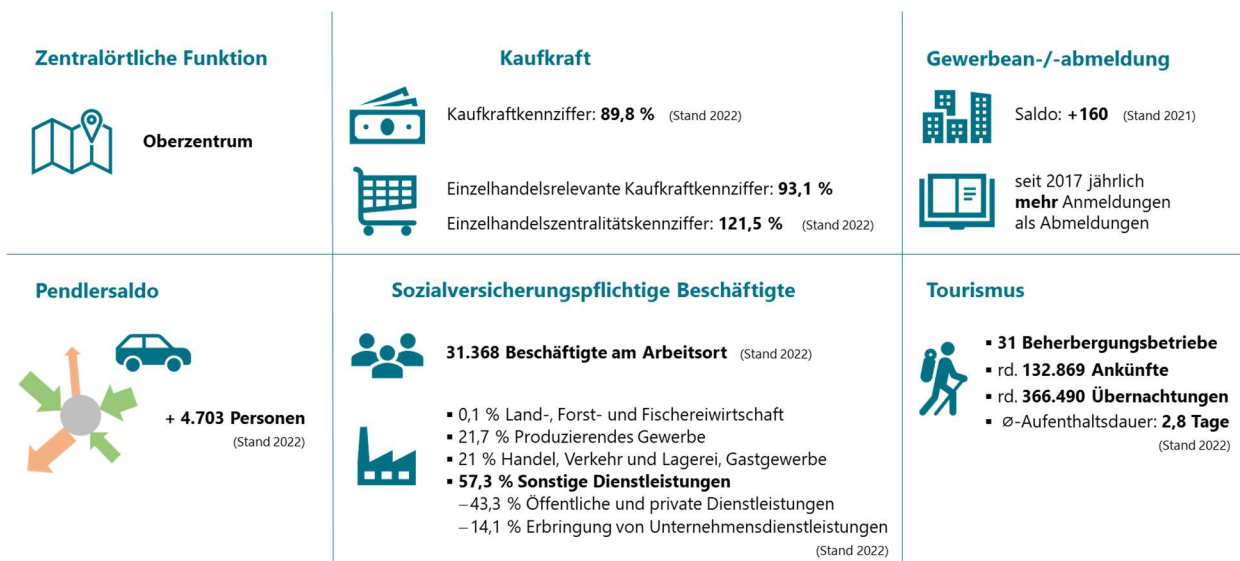 Zentralörtliche Funktion
Oberzentrum
Kaufkraft
Kaufkraftkennziffer: 89,8 % (Stand 2022)
Einzelhandelsrelevante Kaufkraftkennziffer: 93,1 %
Einzelhandelszentralitätskennziffer: 121,5 % (Stand 2022)
Gewerbean-/-abmeldung
Saldo: +160 (Stand 2021)
seit 2017 jährlich
mehr Anmeldungen
als Abmeldungen
Pendlersaldo
+ 4.703 Personen
(Stand 2022)
Sozialversicherungspflichtige Beschäftigte
31.368 Beschäftigte am Arbeitsort (Stand 2022)
▪ 0,1 % Land-, Forst- und Fischereiwirtschaft
▪ 21,7 % Produzierendes Gewerbe
▪ 21 % Handel, Verkehr und Lagerei, Gastgewerbe
▪ 57,3 % Sonstige Dienstleistungen
– 43,3 % Öffentliche und private Dienstleistungen
– 14,1 % Erbringung von Unternehmensdienstleistungen
(Stand 2022)
Tourismus
▪ 31 Beherbergungsbetriebe
▪ rd. 132.869 Ankünfte
▪ rd. 366.490 Übernachtungen
▪ ∅-Aufenthaltsdauer: 2,8 Tage
(Stand 2022)